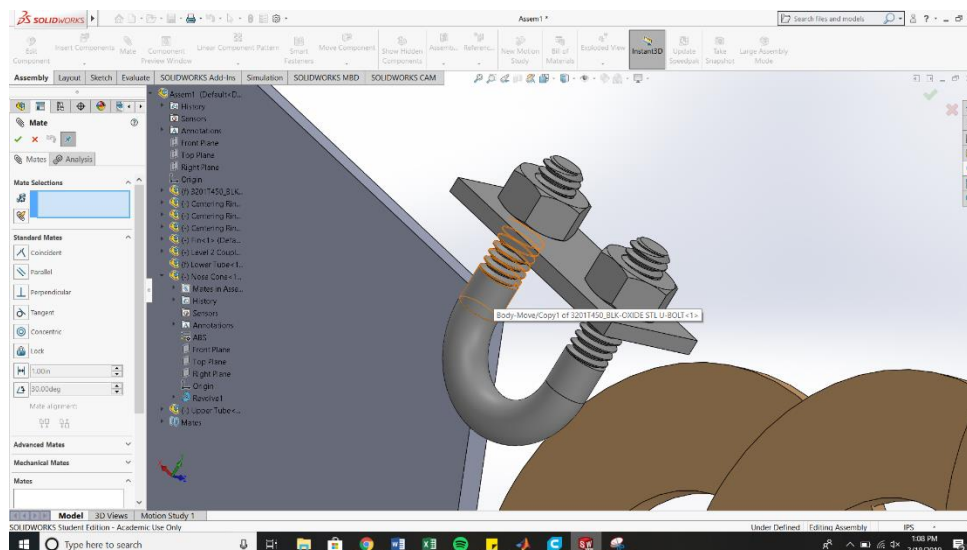 SOLIDWORKS
Assem1 *
Search files and models
Edit Component
Insert Components
Mate
Component Preview Window
Linear Component Pattern
Smart Fasteners
Move Component
Show Hidden Components
Assemb...
Referenc...
New Motion Study
Bill of Materials
Exploded View
Instant3D
Update Speedpak
Take Snapshot
Large Assembly Mode
Assembly Layout Sketch Evaluate SOLIDWORKS Add-Ins Simulation SOLIDWORKS MBD SOLIDWORKS CAM
Mate
Mates Analysis
Mate Selections
Standard Mates
Coincident
Parallel
Perpendicular
Tangent
Concentric
Lock
1.00in
30.00deg
Mate alignment:
Advanced Mates
Mechanical Mates
Mates
Assem1 (Default<D...
History
Sensors
Annotations
Front Plane
Top Plane
Right Plane
Origin
(f) 3201T450_BLK...
(-) Centering Rin...
(-) Centering Rin...
(-) Centering Rin...
(-) Fin<1> (Defa...
(-) Level 2 Coupl...
(f) Lower Tube<1...
(-) Nose Cone<1...
Mates in Asse...
History
Sensors
Annotations
ABS
Front Plane
Top Plane
Right Plane
Origin
Revolve1
(-) Upper Tube<...
Mates
Body-Move/Copy1 of 3201T450_BLK-OXIDE STL U-BOLT<1>
Model 3D Views Motion Study 1
SOLIDWORKS Student Edition - Academic Use Only
Under Defined Editing Assembly IPS
Type here to search
1:08 PM